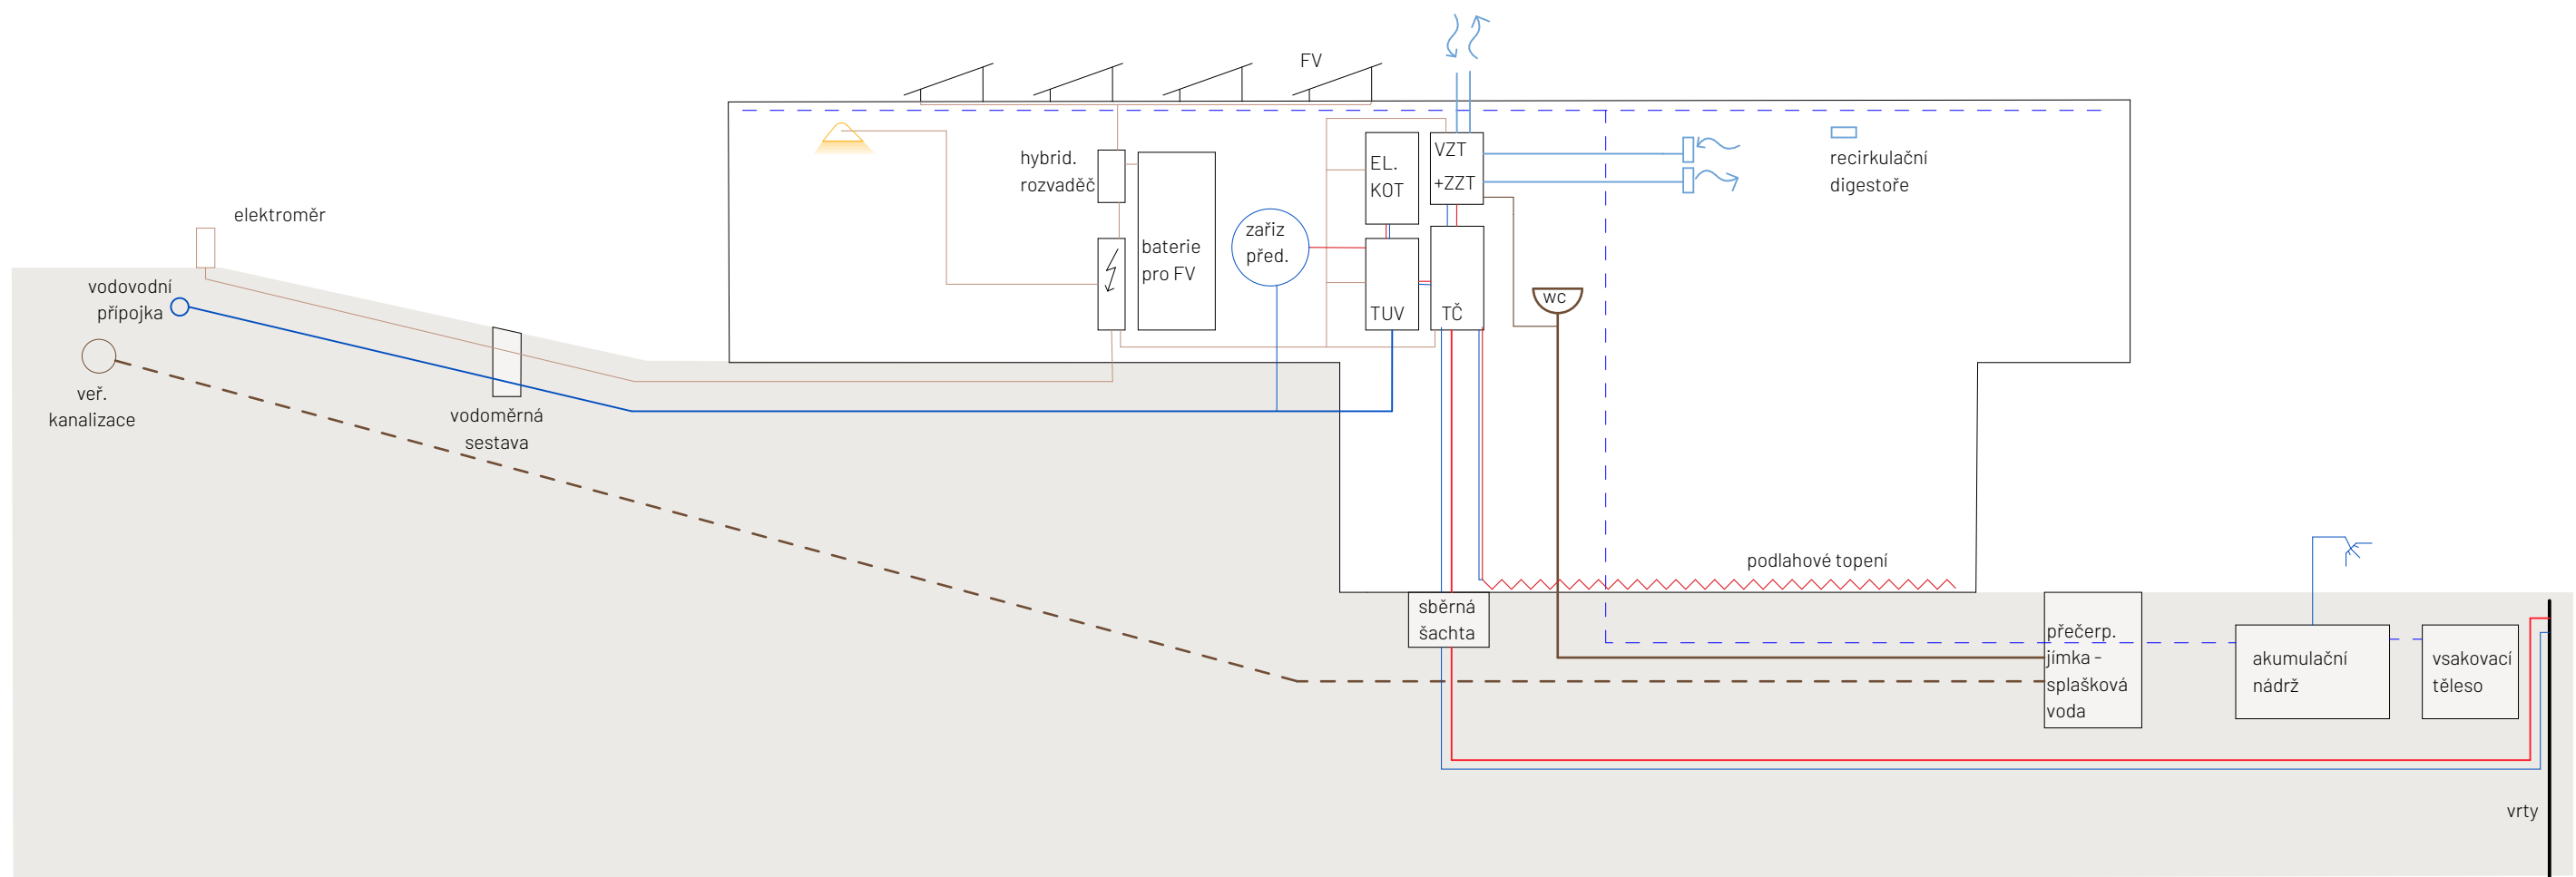 FV
hybrid.
rozvaděč
baterie
pro FV
EL.
KOT
VZT
+ZZT
recirkulační
digestoře
elektroměr
zařiz
před.
TUV
TČ
WC
vodovodní
přípojka
veř.
kanalizace
vodoměrná
sestava
podlahové topení
sběrná
šachta
přečerp.
jímka -
splašková
voda
akumulační
nádrž
vsakovací
těleso
vrty